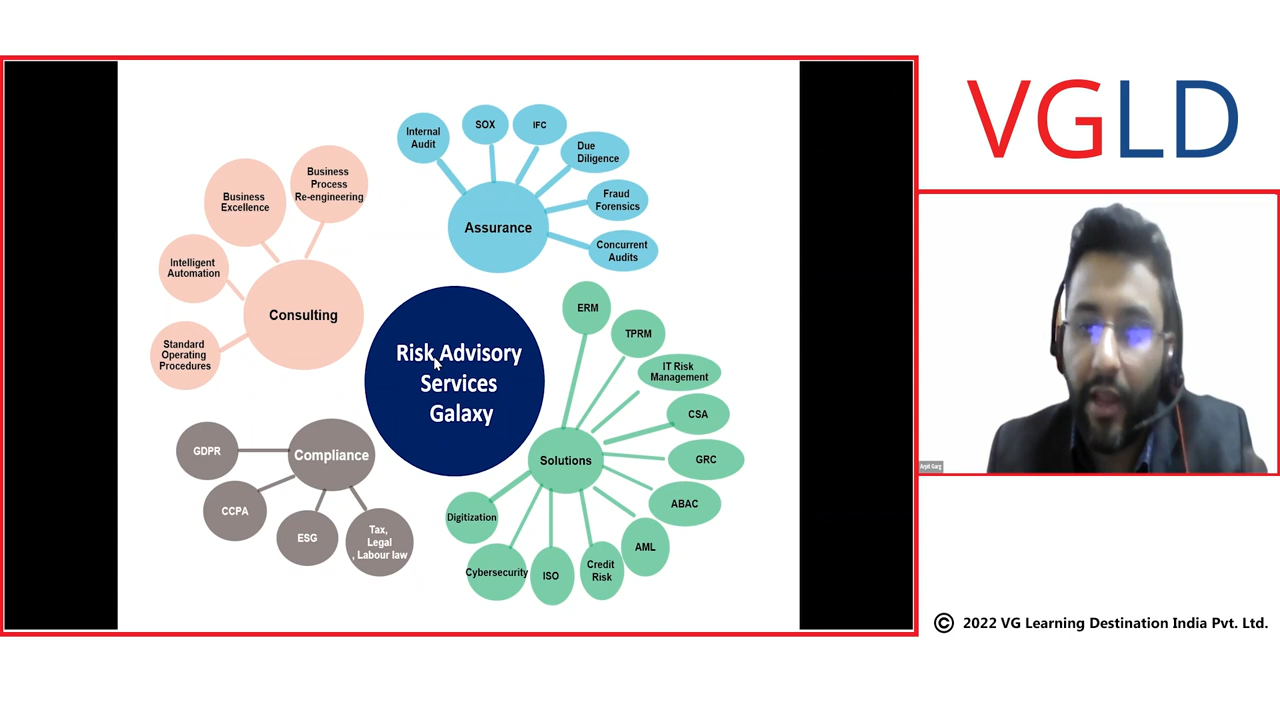 Internal
Audit
SOX
IFC
Due
Diligence
Fraud
Forensics
Concurrent
Audits
Assurance
Business
Process
Re-engineering
Business
Excellence
Intelligent
Automation
Standard
Operating
Procedures
Consulting
Risk Advisory
Services
Galaxy
ERM
TPRM
IT Risk
Management
CSA
GRC
ABAC
AML
Credit
Risk
ISO
Cybersecurity
Digitization
Solutions
Compliance
GDPR
CCPA
ESG
Tax,
Legal
, Labour law
VGLD
Arpit Garg
© 2022 VG Learning Destination India Pvt. Ltd.